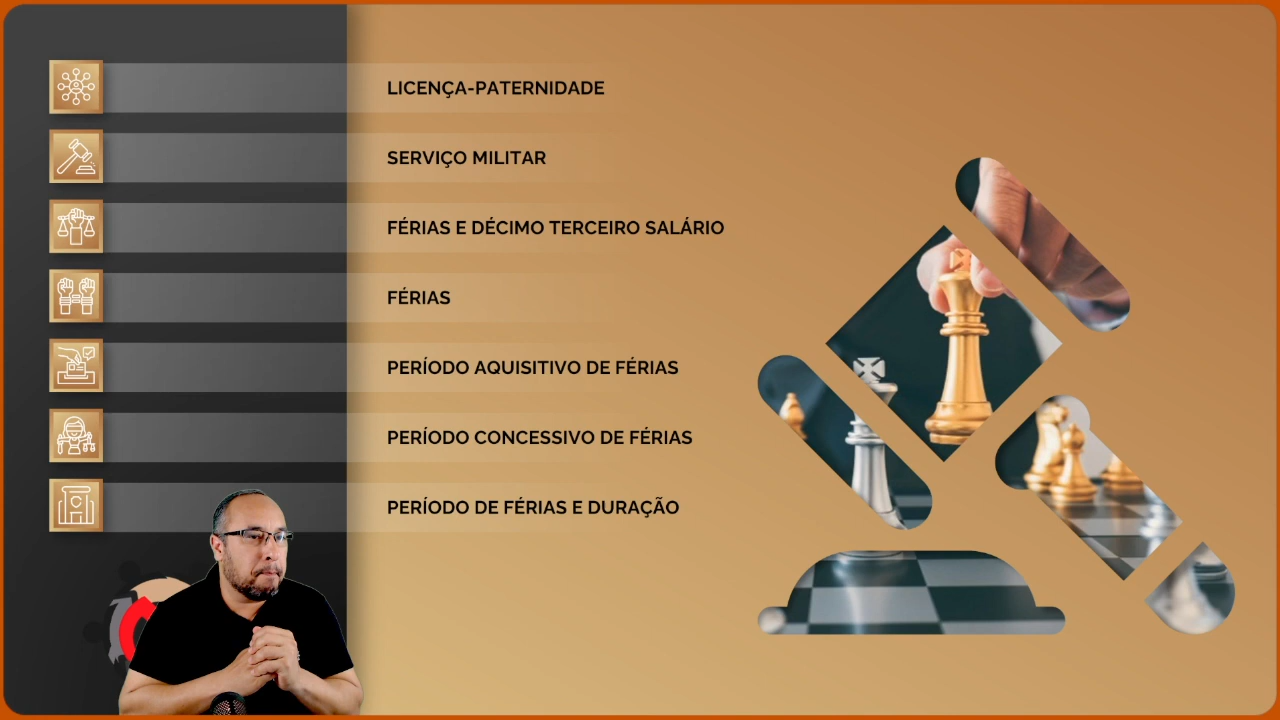 LICENÇA-PATERNIDADE
SERVIÇO MILITAR
FÉRIAS E DÉCIMO TERCEIRO SALÁRIO
FÉRIAS
PERÍODO AQUISITIVO DE FÉRIAS
PERÍODO CONCESSIVO DE FÉRIAS
PERÍODO DE FÉRIAS E DURAÇÃO